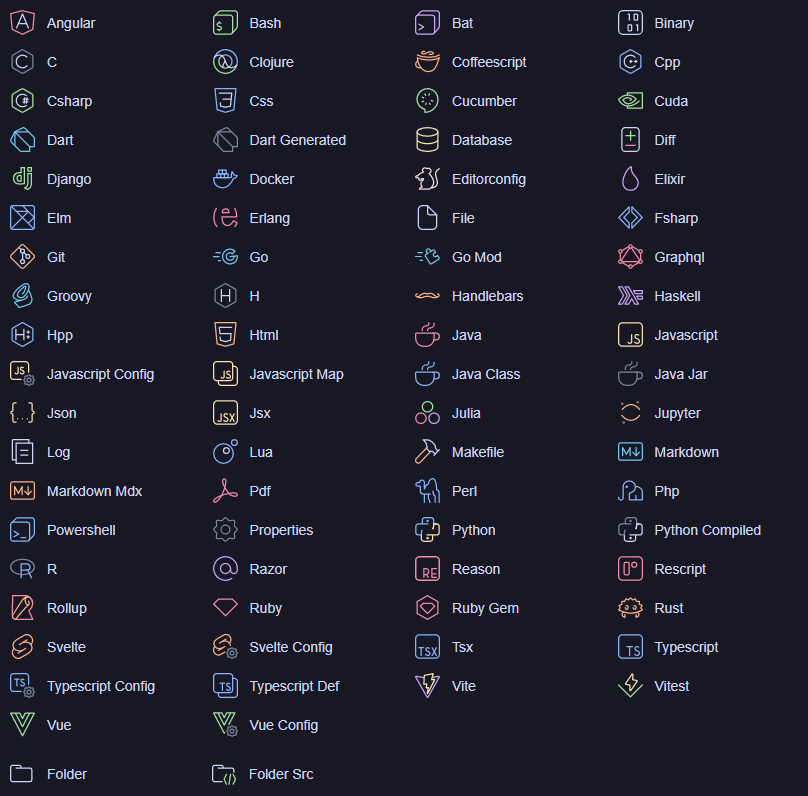 Angular Bash Bat Binary
C Clojure Coffeescript Cpp
Csharp Css Cucumber Cuda
Dart Dart Generated Database Diff
Django Docker Editorconfig Elixir
Elm Erlang File Fsharp
Git Go Go Mod Graphql
Groovy H Handlebars Haskell
Hpp Html Java Javascript
Javascript Config Javascript Map Java Class Java Jar
Json Jsx Julia Jupyter
Log Lua Makefile Markdown
Markdown Mdx Pdf Perl Php
Powershell Properties Python Python Compiled
R Razor Reason Rescript
Rollup Ruby Ruby Gem Rust
Svelte Svelte Config Tsx Typescript
Typescript Config Typescript Def Vite Vitest
Vue Vue Config
Folder Folder Src